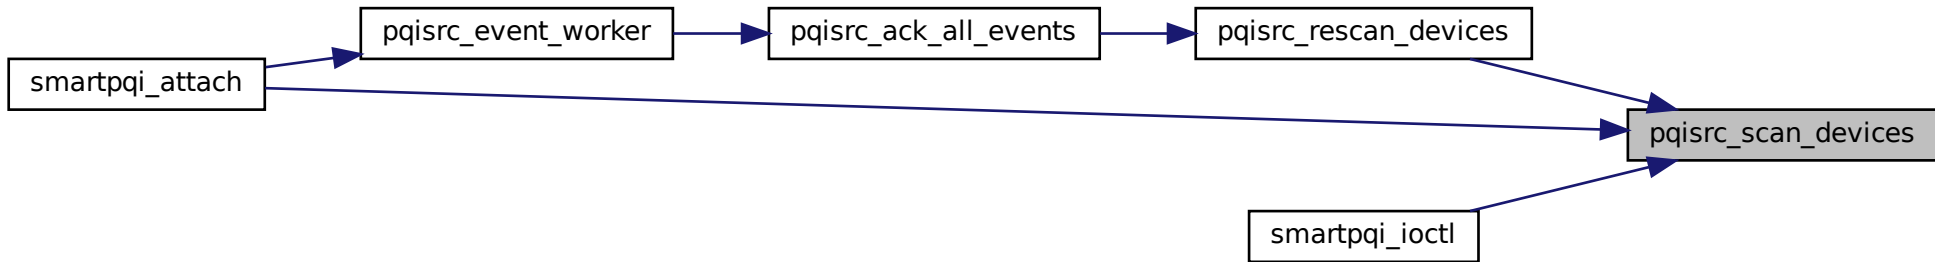 pqisrc_event_worker
pqisrc_ack_all_events
pqisrc_rescan_devices
smartpqi_attach
pqisrc_scan_devices
smartpqi_ioctl